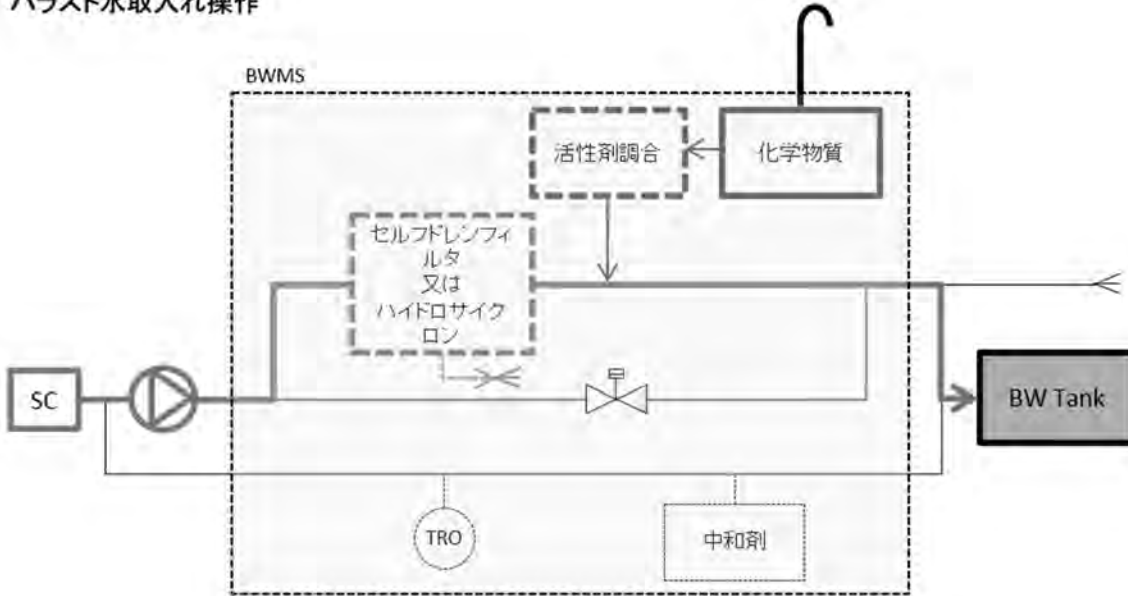 バラスト水取入れ操作
BWMS
活性剤調合
化学物質
セルフドレンフィ
ルタ
又は
ハイドロサイク
ロン
SC
BW Tank
TRO
中和剤